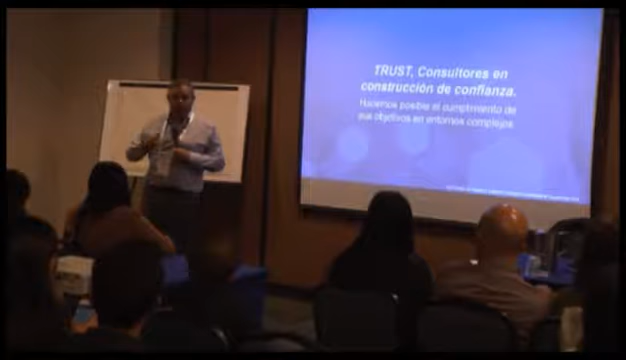 TRUST, Consultores en
construcción de confianza.
Hacemos posible el cumplimiento de
sus objetivos en entornos complejos